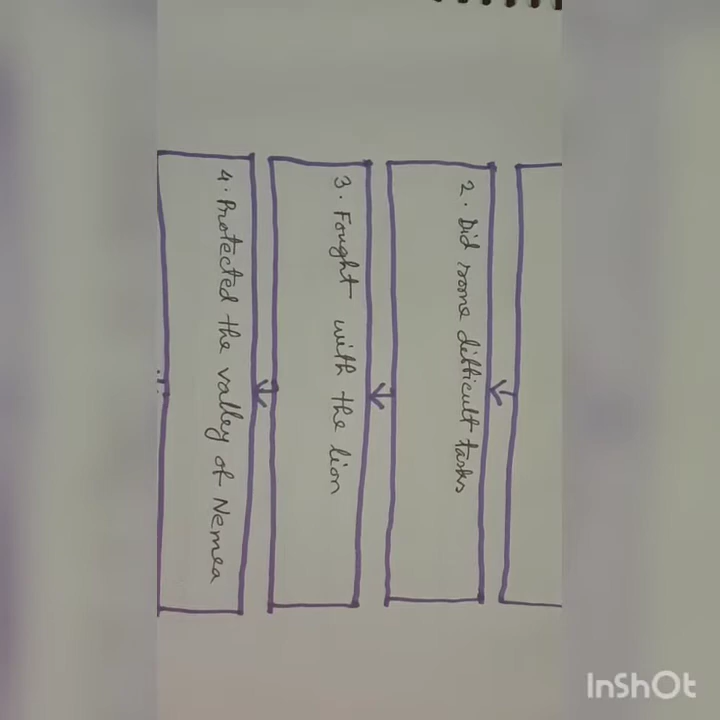 2. Did some difficult tasks
3. Fought with the lion
4. Protected the valley of Nemea
InShOt